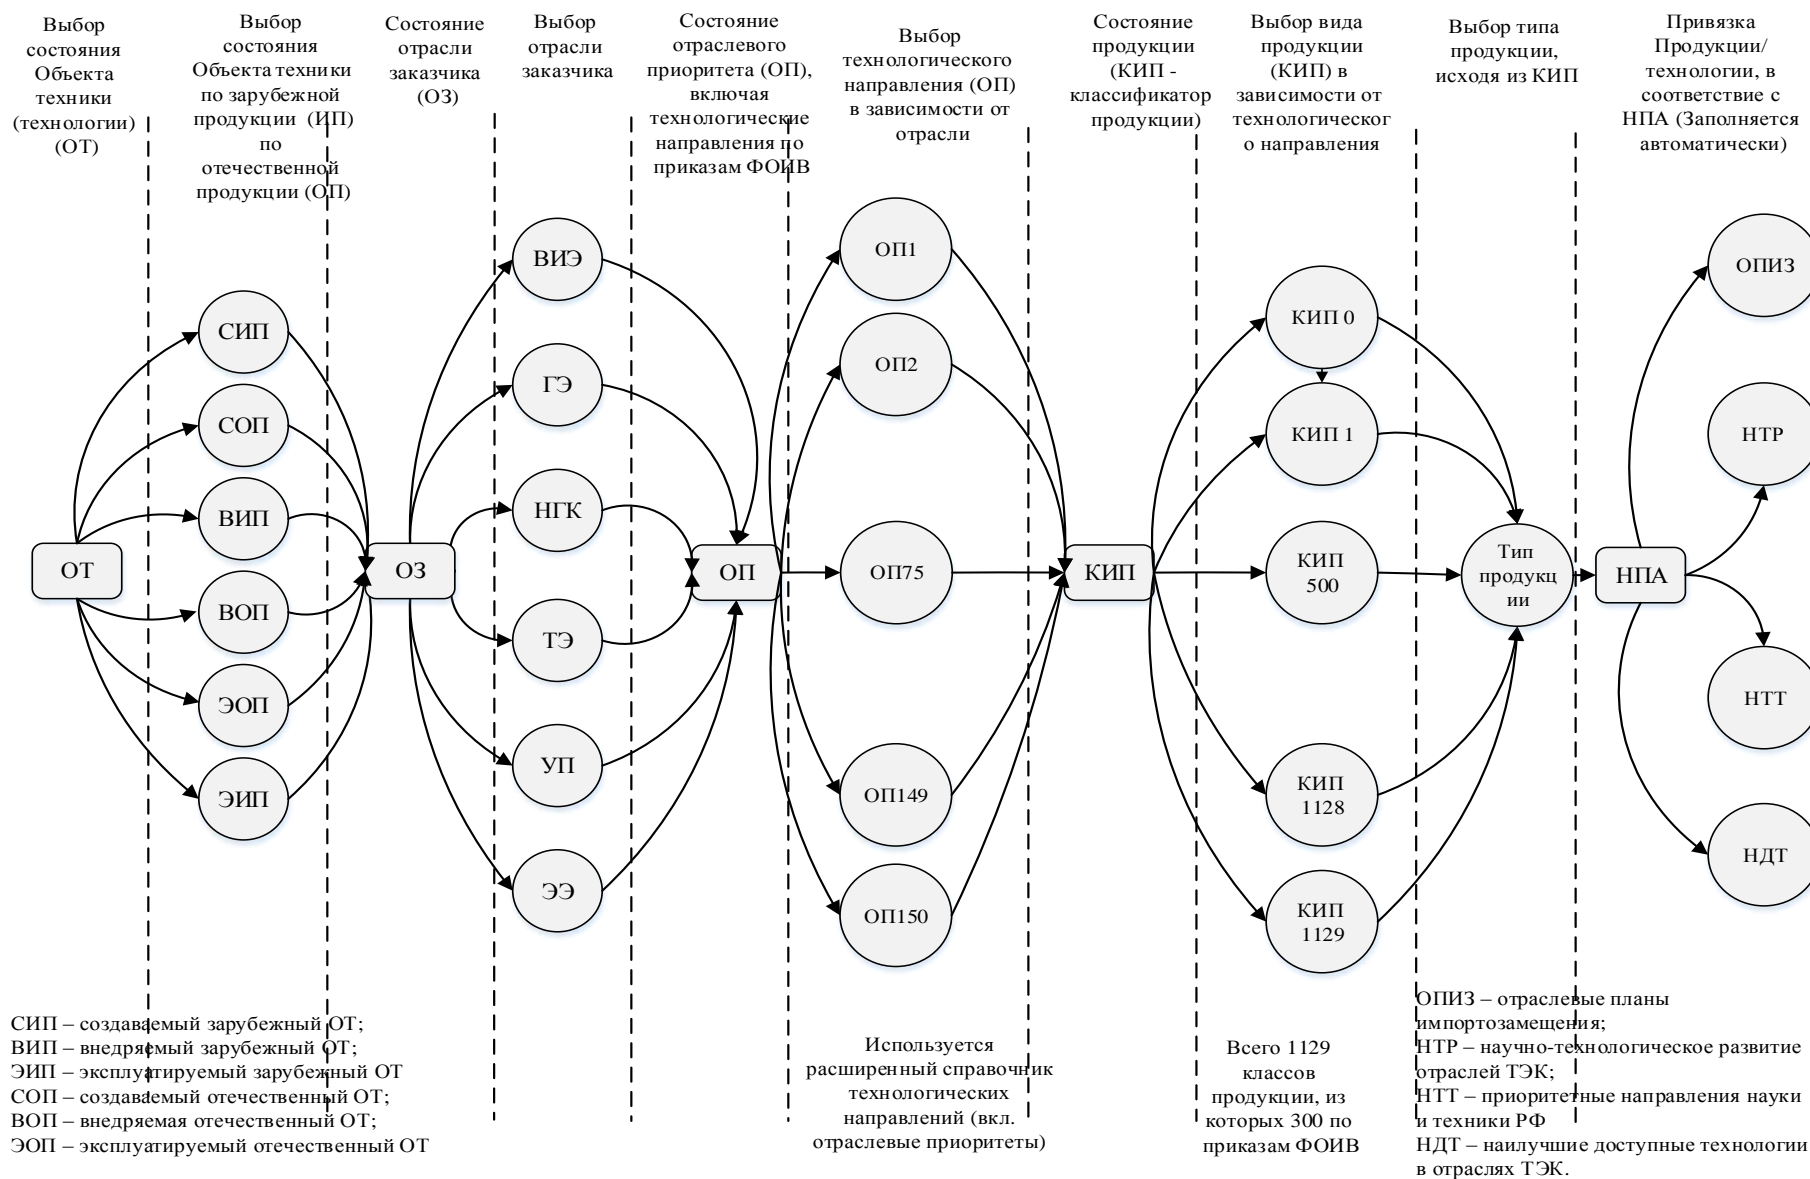 Выбор
состояния
Объекта
техники
(технологии)
(ОТ)
Выбор
состояния
Объекта техники
по зарубежной
продукции (ИП)
по
отечественной
продукции (ОП)
Состояние
отрасли
заказчика
(ОЗ)
Выбор
отрасли
заказчика
Состояние
отраслевого
приоритета (ОП),
включая
технологические
направления по
приказам ФОИВ
Выбор
технологического
направления (ОП)
в зависимости от
отрасли
Состояние
продукции
(КИП -
классификатор
продукции)
Выбор вида
продукции
(КИП) в
зависимости от
технологическог
о направления
Выбор типа
продукции,
исходя из КИП
Привязка
Продукции/
технологии, в
соответствие с
НПА (Заполняется
автоматически)
ОТ
СИП
СОП
ВИП
ВОП
ЭОП
ЭИП
ОЗ
ВИЭ
ГЭ
НГК
ТЭ
УП
ЭЭ
ОП
ОП1
ОП2
ОП75
ОП149
ОП150
КИП
КИП 0
КИП 1
КИП
500
КИП
1128
КИП
1129
Тип
продукц
ии
НПА
ОПИЗ
НТР
НТТ
НДТ
СИП – создаваемый зарубежный ОТ;
ВИП – внедряемый зарубежный ОТ;
ЭИП – эксплуатируемый зарубежный ОТ
СОП – создаваемый отечественный ОТ;
ВОП – внедряемая отечественный ОТ;
ЭОП – эксплуатируемый отечественный ОТ
Используется
расширенный справочник
технологических
направлений (вкл.
отраслевые приоритеты)
Всего 1129
классов
продукции, из
которых 300 по
приказам ФОИВ
ОПИЗ – отраслевые планы
импортозамещения;
НТР – научно-технологическое развитие
отраслей ТЭК;
НТТ – приоритетные направления науки
и техники РФ
НДТ – наилучшие доступные технологии
в отраслях ТЭК.